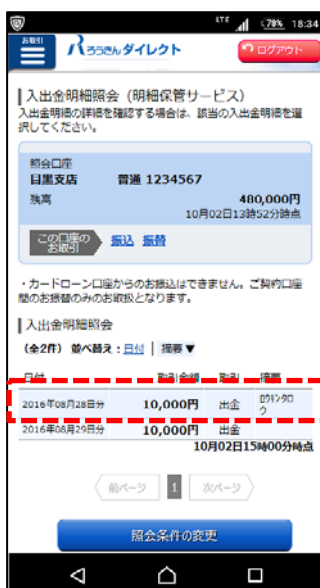 LTE 78% 18:34
お取引
ろうきんダイレクト
ログアウト
入出金明細照会（明細保管サービス）
入出金明細の詳細を確認する場合は、該当の入出金明細を選
択してください。
照会口座
目黒支店 普通 1234567
残高 480,000円
10月02日13時52分時点
この口座の
お取引
振込 振替
・カードローン口座からのお振込はできません。ご契約口座
間のお振替のみのお取扱となります。
入出金明細照会
（全2件） 並べ替え：日付 | 摘要▼
日付 取引金額 取引 摘要
2016年08月28日分 10,000円 出金 ﾛｳｷﾝﾀﾛ
ｳ
2016年08月29日分 10,000円 出金
10月02日15時00分時点
前ページ 1 次ページ
照会条件の変更